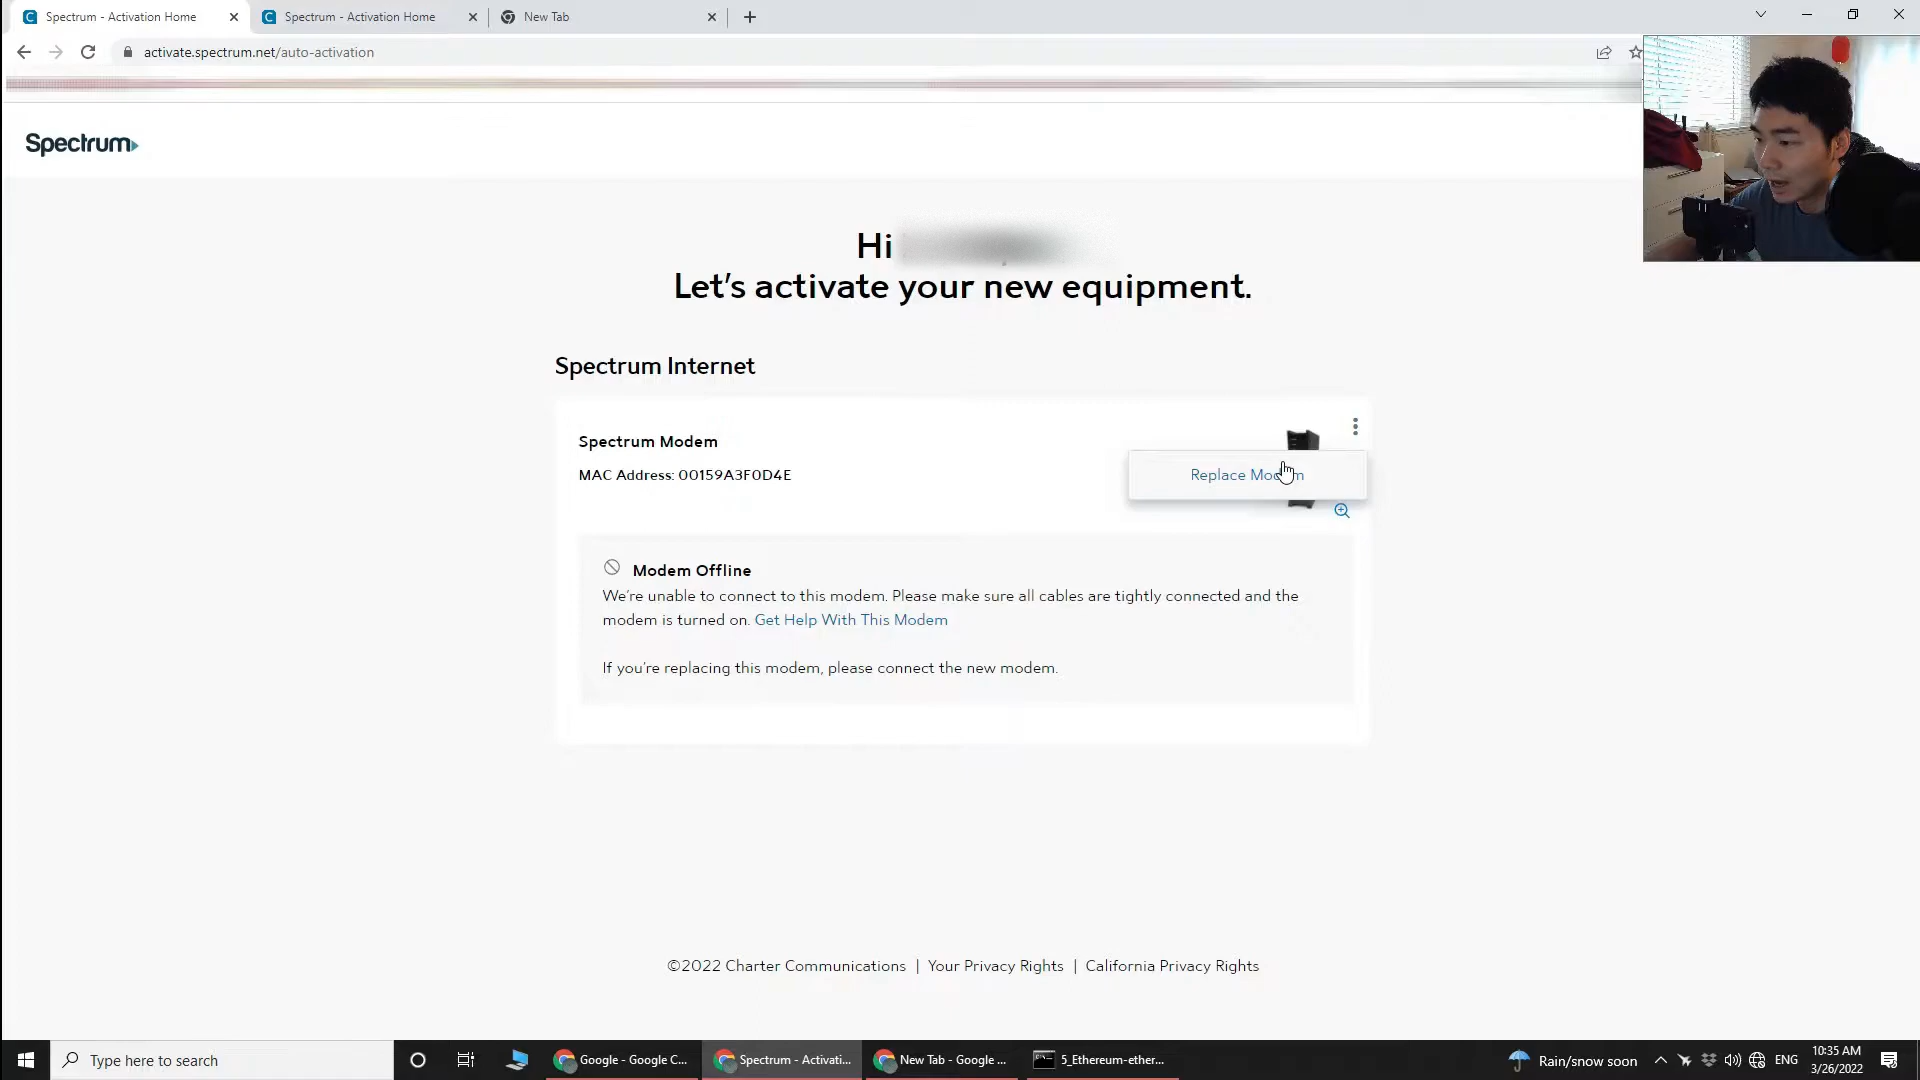 Spectrum - Activation Home
Spectrum - Activation Home
New Tab
activate.spectrum.net/auto-activation
Spectrum
Hi
Let's activate your new equipment.
Spectrum Internet
Spectrum Modem
MAC Address: 00159A3F0D4E
Replace Modem
Modem Offline
We're unable to connect to this modem. Please make sure all cables are tightly connected and the
modem is turned on. Get Help With This Modem
If you're replacing this modem, please connect the new modem.
©2022 Charter Communications | Your Privacy Rights | California Privacy Rights
Type here to search
Google - Google C...
Spectrum - Activati...
New Tab - Google ...
5_Ethereum-ether...
Rain/snow soon
ENG
10:35 AM
3/26/2022